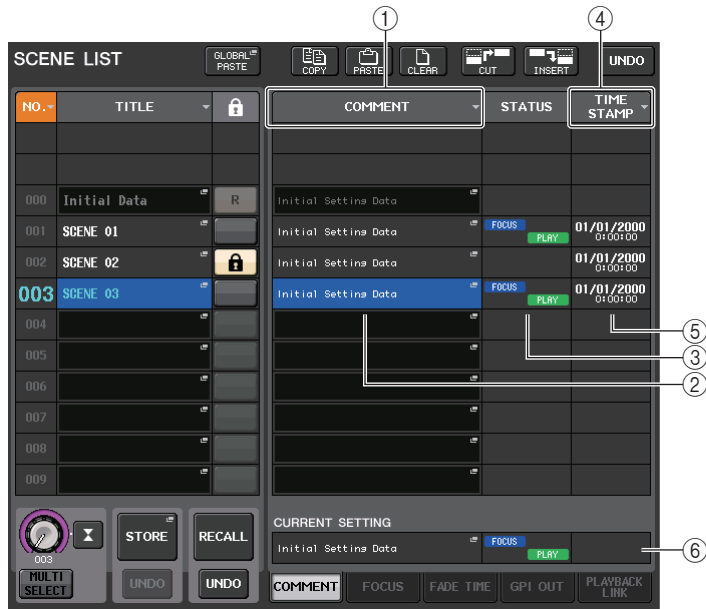 ① ④
SCENE LIST GLOBAL PASTE COPY PASTE CLEAR CUT INSERT UNDO
NO. TITLE COMMENT STATUS TIME STAMP
000 Initial Data R Initial Setting Data
001 SCENE 01 Initial Setting Data FOCUS PLAY 01/01/2000 0:00:00
002 SCENE 02 Initial Setting Data 01/01/2000 0:00:00
003 SCENE 03 Initial Setting Data FOCUS PLAY 01/01/2000 0:00:00
004 ⑤
005 ③
006 ②
007
008
009
CURRENT SETTING
STORE RECALL Initial Setting Data FOCUS PLAY ⑥
003
MULTI SELECT UNDO UNDO COMMENT FOCUS FADE TIME GPI OUT PLAYBACK LINK